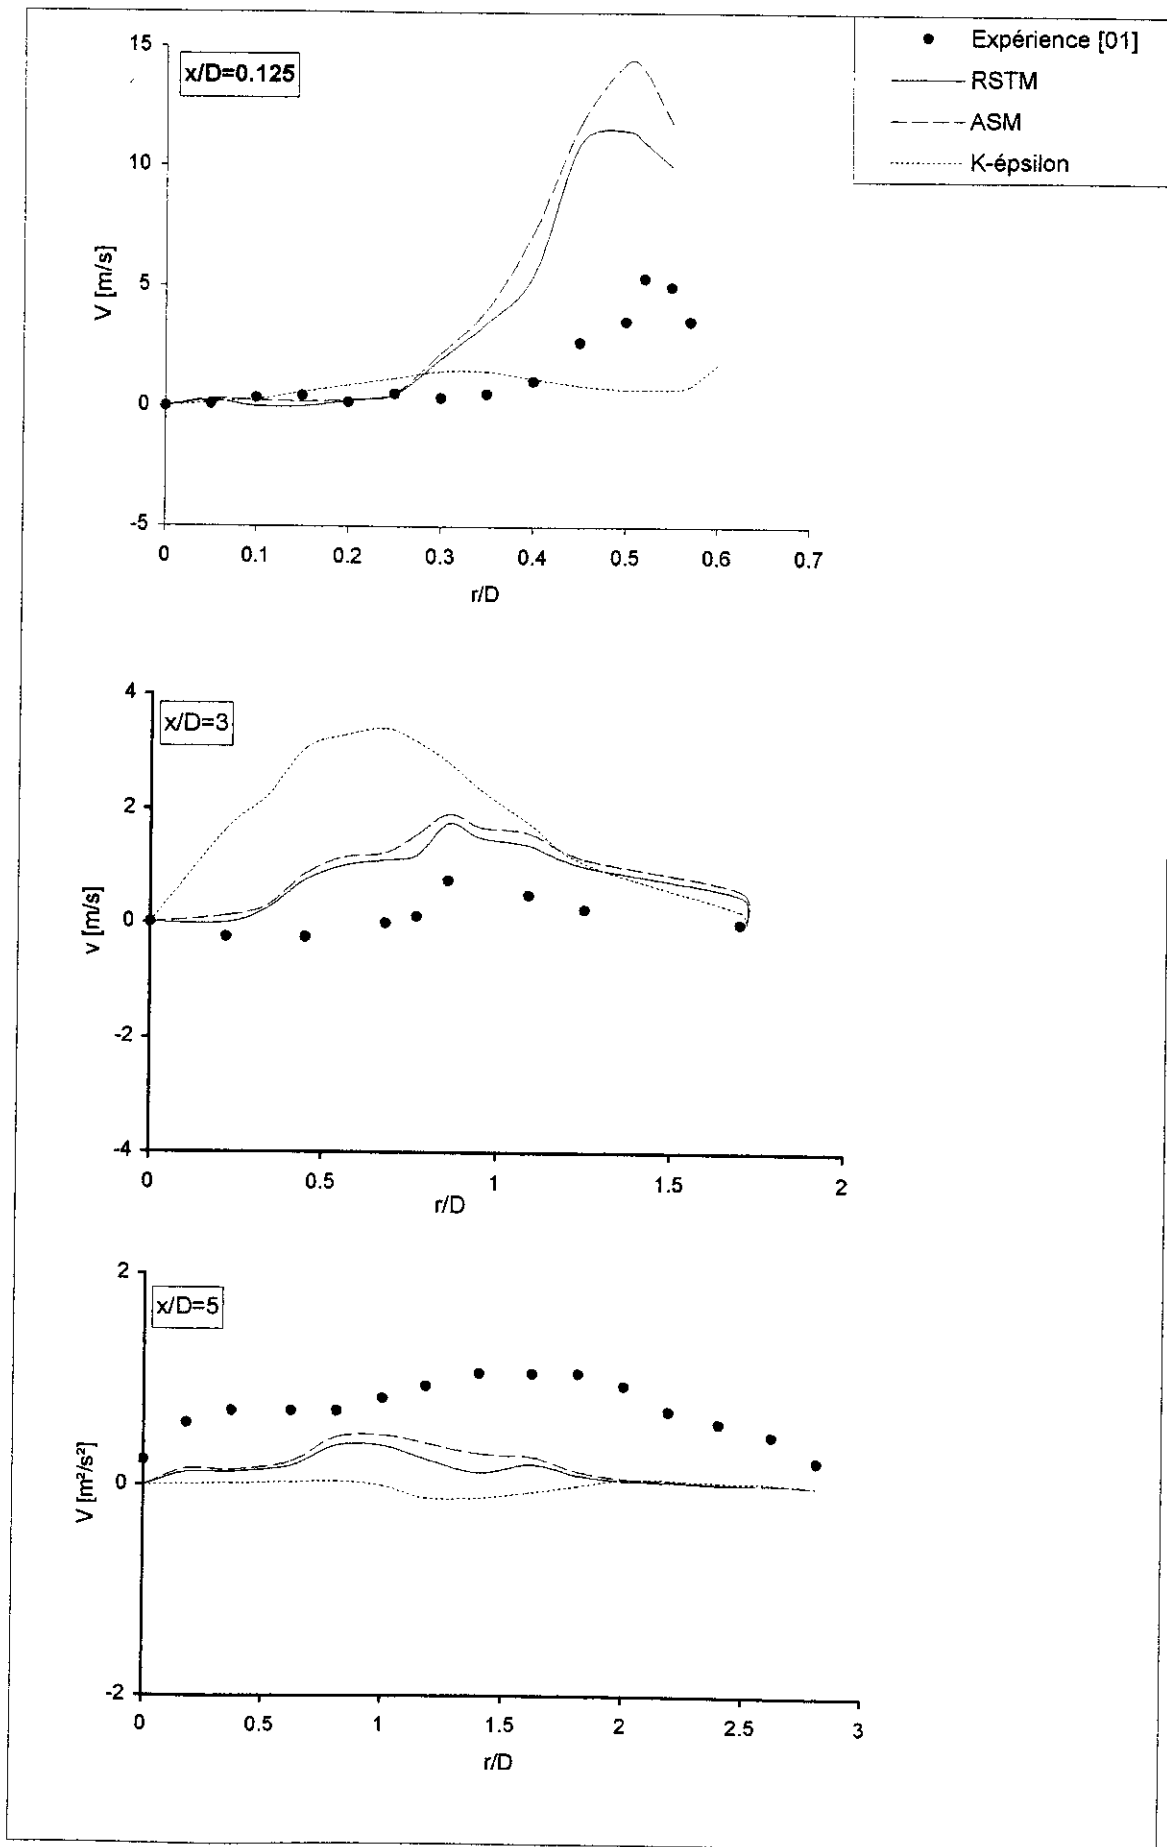 Expérience [01]
RSTM
ASM
K-épsilon
x/D=0.125
15
10
5
0
-5
V [m/s]
0 0.1 0.2 0.3 0.4 0.5 0.6 0.7
r/D
x/D=3
4
2
0
-2
-4
v [m/s]
0 0.5 1 1.5 2
r/D
x/D=5
2
0
-2
V [m²/s²]
0 0.5 1 1.5 2 2.5 3
r/D